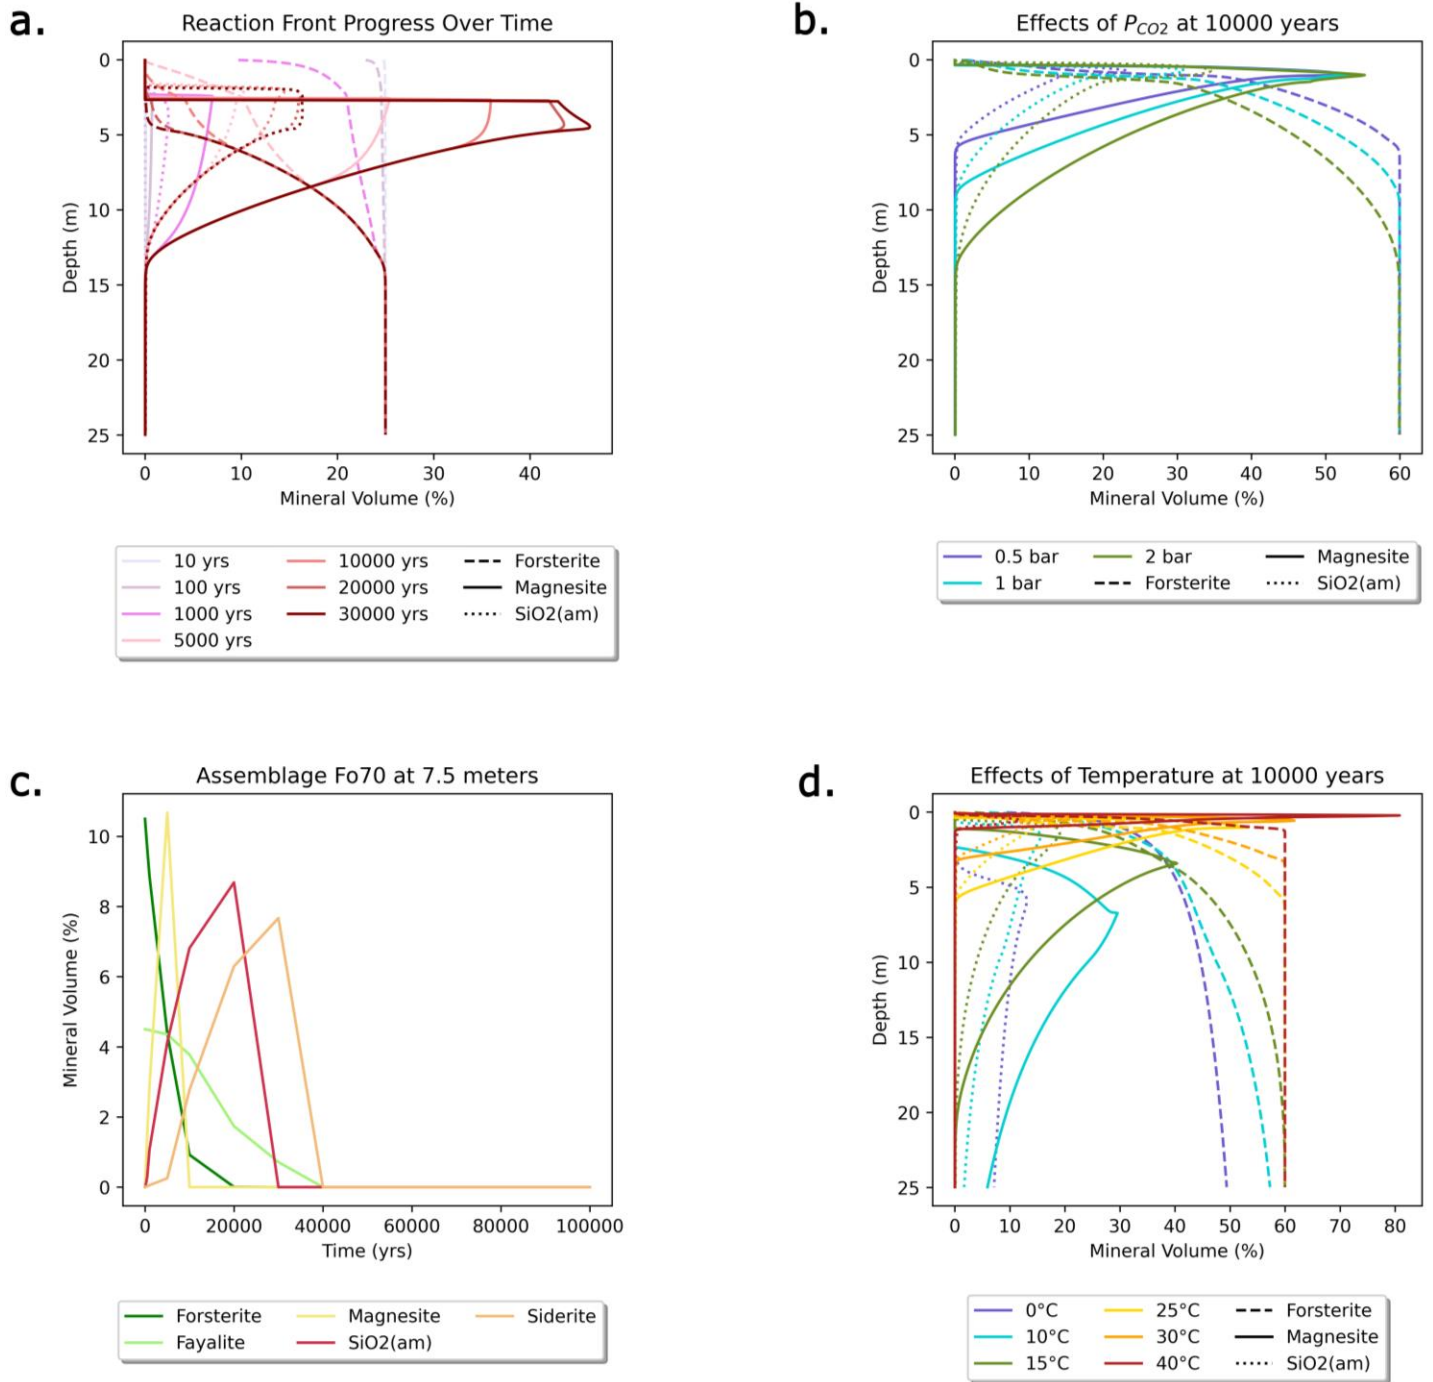 a.
Reaction Front Progress Over Time
0
5
10
15
20
25
Depth (m)
0 10 20 30 40
Mineral Volume (%)
10 yrs 10000 yrs Forsterite
100 yrs 20000 yrs Magnesite
1000 yrs 30000 yrs SiO2(am)
5000 yrs
b.
Effects of P_{CO2} at 10000 years
0
5
10
15
20
25
Depth (m)
0 10 20 30 40 50 60
Mineral Volume (%)
0.5 bar 2 bar Magnesite
1 bar Forsterite SiO2(am)
c.
Assemblage Fo70 at 7.5 meters
10
8
6
4
2
0
Mineral Volume (%)
0 20000 40000 60000 80000 100000
Time (yrs)
Forsterite Magnesite Siderite
Fayalite SiO2(am)
d.
Effects of Temperature at 10000 years
0
5
10
15
20
25
Depth (m)
0 10 20 30 40 50 60 70 80
Mineral Volume (%)
0°C 25°C Forsterite
10°C 30°C Magnesite
15°C 40°C SiO2(am)